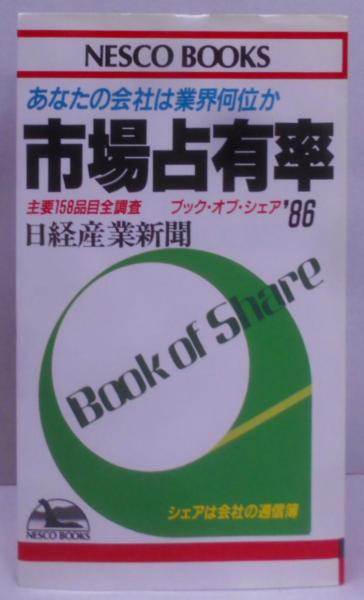 NESCO BOOKS
あなたの会社は業界何位か
市場占有率
主要158品目全調査 ブック・オブ・シェア'86
日経産業新聞
Book of Share
シェアは会社の通信簿
NESCO BOOKS